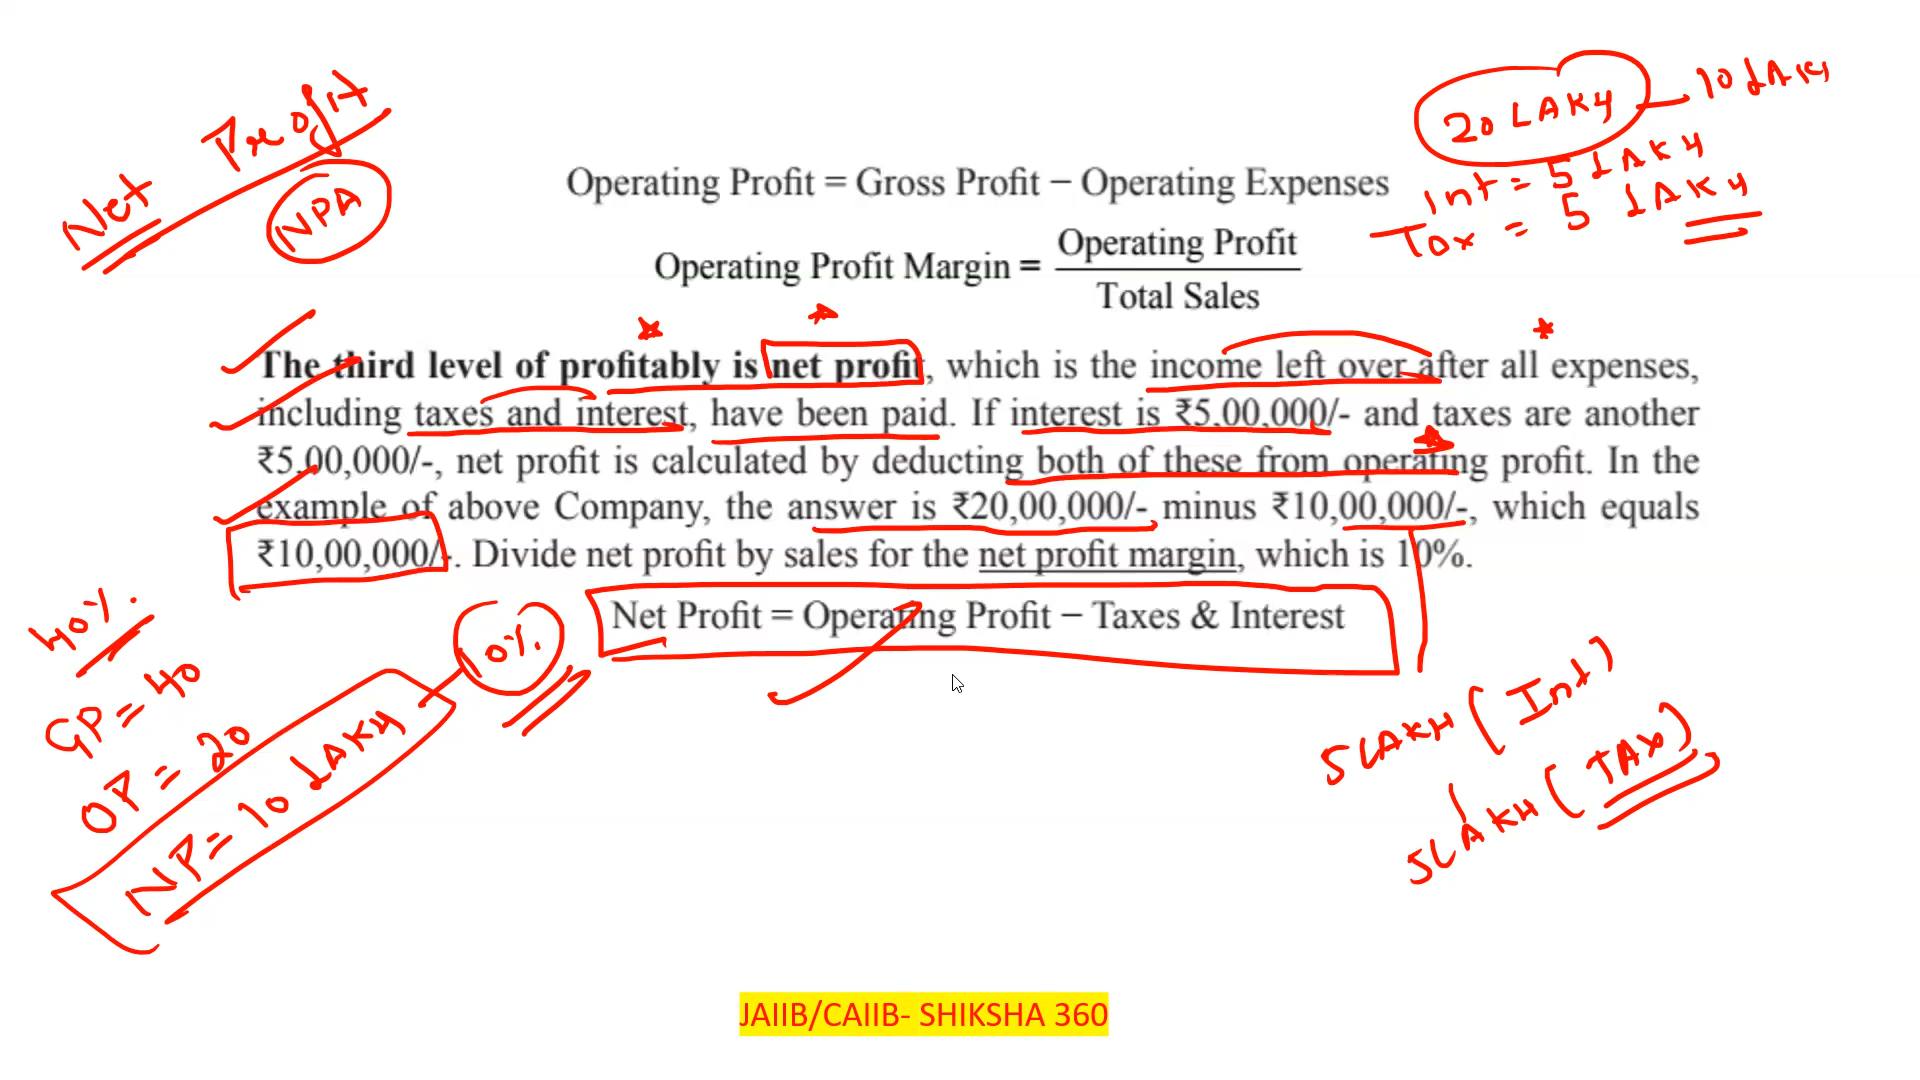 Net Profit
NPA
20 LAKH — 10 LAKH
Int = 5 LAKH
Tax = 5 LAKH
Operating Profit = Gross Profit − Operating Expenses
Operating Profit Margin = Operating Profit / Total Sales
The third level of profitably is net profit, which is the income left over after all expenses,
including taxes and interest, have been paid. If interest is ₹5,00,000/- and taxes are another
₹5,00,000/-, net profit is calculated by deducting both of these from operating profit. In the
example of above Company, the answer is ₹20,00,000/- minus ₹10,00,000/-, which equals
₹10,00,000/-. Divide net profit by sales for the net profit margin, which is 10%.
Net Profit = Operating Profit − Taxes & Interest
40%.
GP = 40
OP = 20
NP = 10 LAKH
10%.
5 LAKH (Int)
5 LAKH (TAX)
JAIIB/CAIIB- SHIKSHA 360